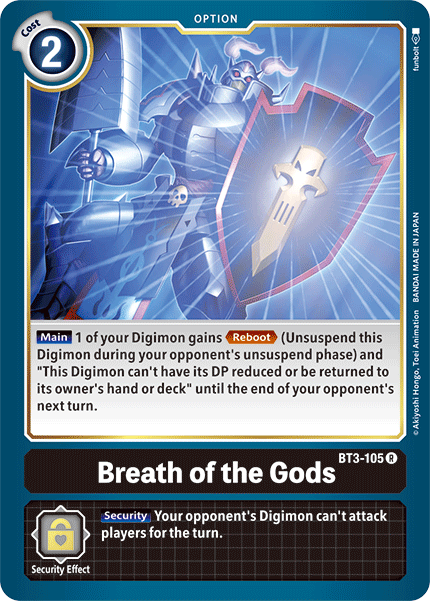 OPTION
Cost
2
funbolt
©Akiyoshi Hongo, Toei Animation BANDAI MADE IN JAPAN
Main 1 of your Digimon gains Reboot (Unsuspend this
Digimon during your opponent's unsuspend phase) and
"This Digimon can't have its DP reduced or be returned to
its owner's hand or deck" until the end of your opponent's
next turn.
BT3-105 R
Breath of the Gods
Security Your opponent's Digimon can't attack
players for the turn.
Security Effect